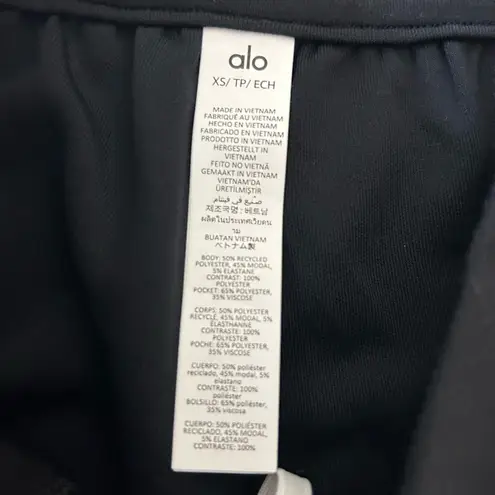 alo
XS/ TP/ ECH
MADE IN VIETNAM
FABRIQUÉ AU VIETNAM
HECHO EN VIETNAM
FABRICADO EN VIETNAM
PRODOTTO IN VIETNAM
HERGESTELLT IN
VIETNAM
FEITO NO VIETNÃ
GEMAAKT IN VIETNAM
VIETNAM'DA
ÜRETİLMİŞTİR
صُنِع في فيتنام
제조국명 : 베트남
ผลิตในประเทศเวียดน
าม
BUATAN VIETNAM
ベトナム製
BODY: 50% RECYCLED
POLYESTER, 45% MODAL,
5% ELASTANE
CONTRAST: 100%
POLYESTER
POCKET: 65% POLYESTER,
35% VISCOSE
CORPS: 50% POLYESTER
RECYCLÉ, 45% MODAL, 5%
ÉLASTHANNE
CONTRASTE: 100%
POLYESTER
POCHE: 65% POLYESTER,
35% VISCOSE
CUERPO: 50% poliéster
reciclado, 45% modal, 5%
elastano
CONTRASTE: 100%
poliéster
BOLSILLO: 65% poliéster,
35% viscosa
CUERPO: 50% POLIÉSTER
RECICLADO, 45% MODAL,
5% ELASTANO
CONTRASTE: 100%